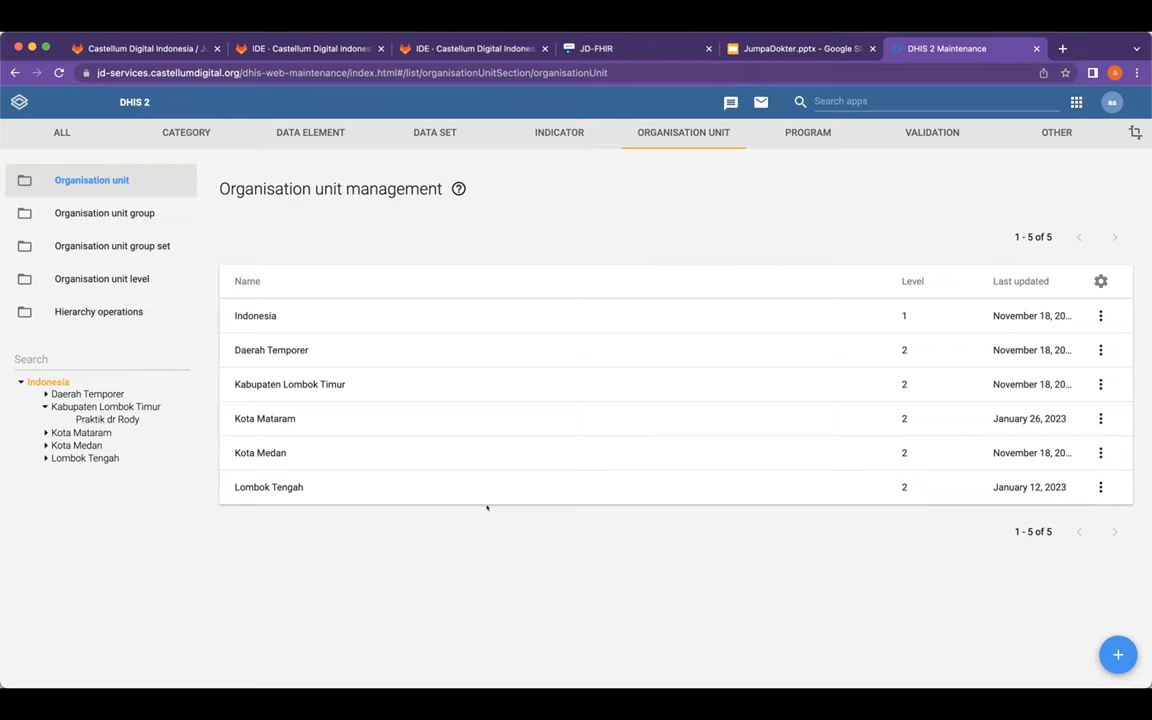 Castellum Digital Indonesia / J
IDE · Castellum Digital Indones
IDE · Castellum Digital Indones
JD-FHIR
JumpaDokter.pptx - Google Sl
DHIS 2 Maintenance
jd-services.castellumdigital.org/dhis-web-maintenance/index.html#/list/organisationUnitSection/organisationUnit
a
DHIS 2
Search apps
aa
ALL
CATEGORY
DATA ELEMENT
DATA SET
INDICATOR
ORGANISATION UNIT
PROGRAM
VALIDATION
OTHER
Organisation unit
Organisation unit group
Organisation unit group set
Organisation unit level
Hierarchy operations
Search
Indonesia
Daerah Temporer
Kabupaten Lombok Timur
Praktik dr Rody
Kota Mataram
Kota Medan
Lombok Tengah
Organisation unit management
1 - 5 of 5
Name Level Last updated
Indonesia 1 November 18, 20...
Daerah Temporer 2 November 18, 20...
Kabupaten Lombok Timur 2 November 18, 20...
Kota Mataram 2 January 26, 2023
Kota Medan 2 November 18, 20...
Lombok Tengah 2 January 12, 2023
1 - 5 of 5